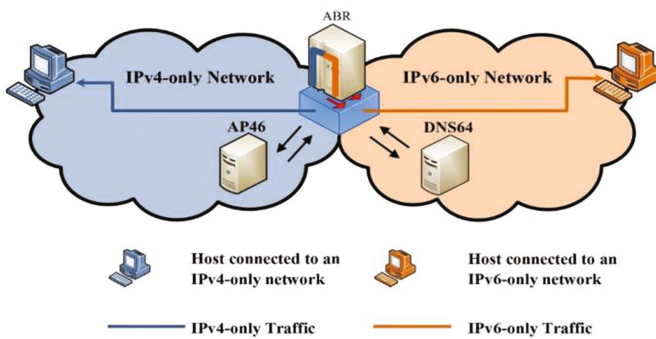 ABR
IPv4-only Network
IPv6-only Network
AP46
DNS64
Host connected to an
IPv4-only network
Host connected to an
IPv6-only network
IPv4-only Traffic
IPv6-only Traffic